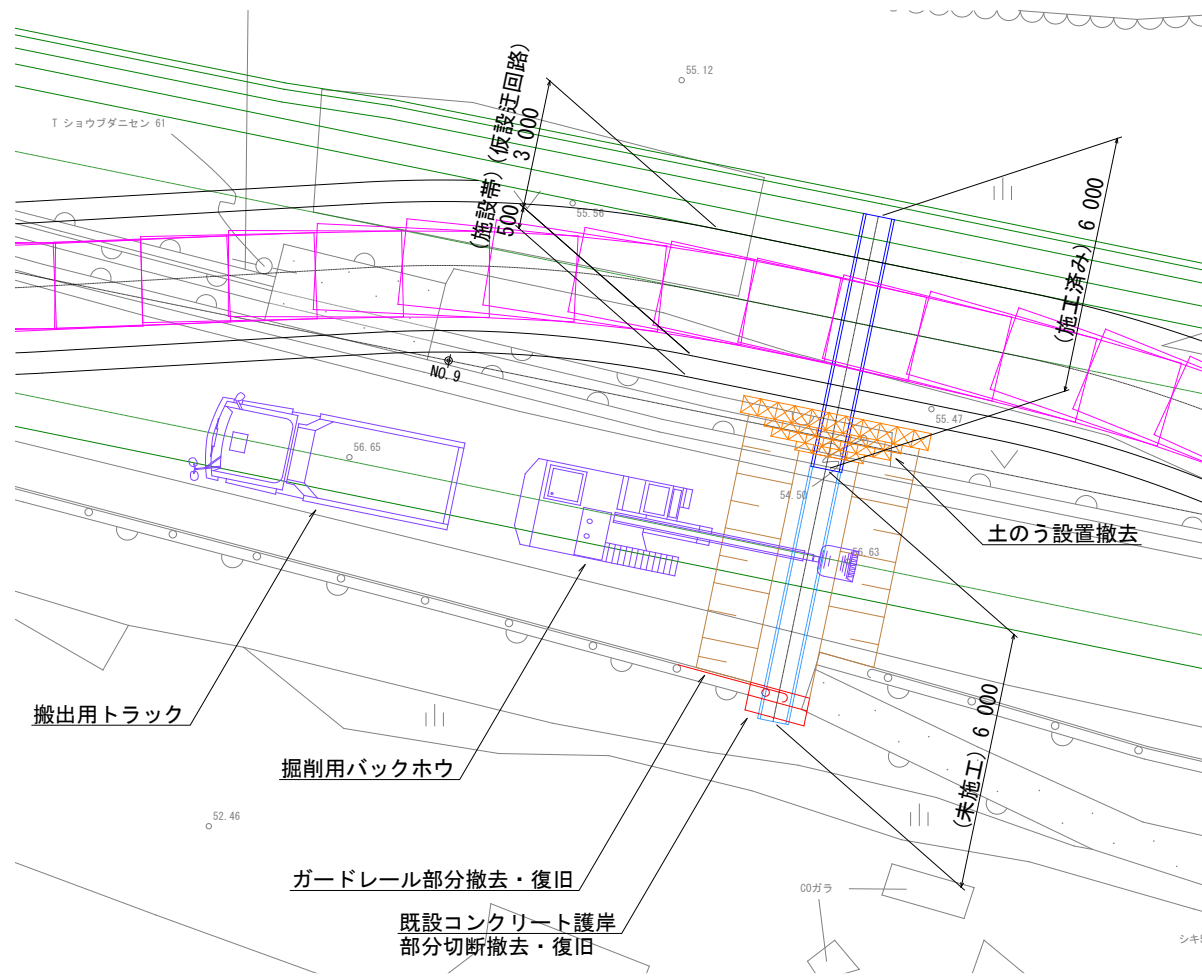 55.12
T ショウブダニセン 61
(仮設迂回路)
3 000
(施設帯)
500
55.56
(施工済み) 6 000
NO.9
55.47
56.65
54.50
56.63
土のう設置撤去
搬出用トラック
掘削用バックホウ
(未施工) 6 000
52.46
ガードレール部分撤去・復旧
COガラ
既設コンクリート護岸
部分切断撤去・復旧
シキ